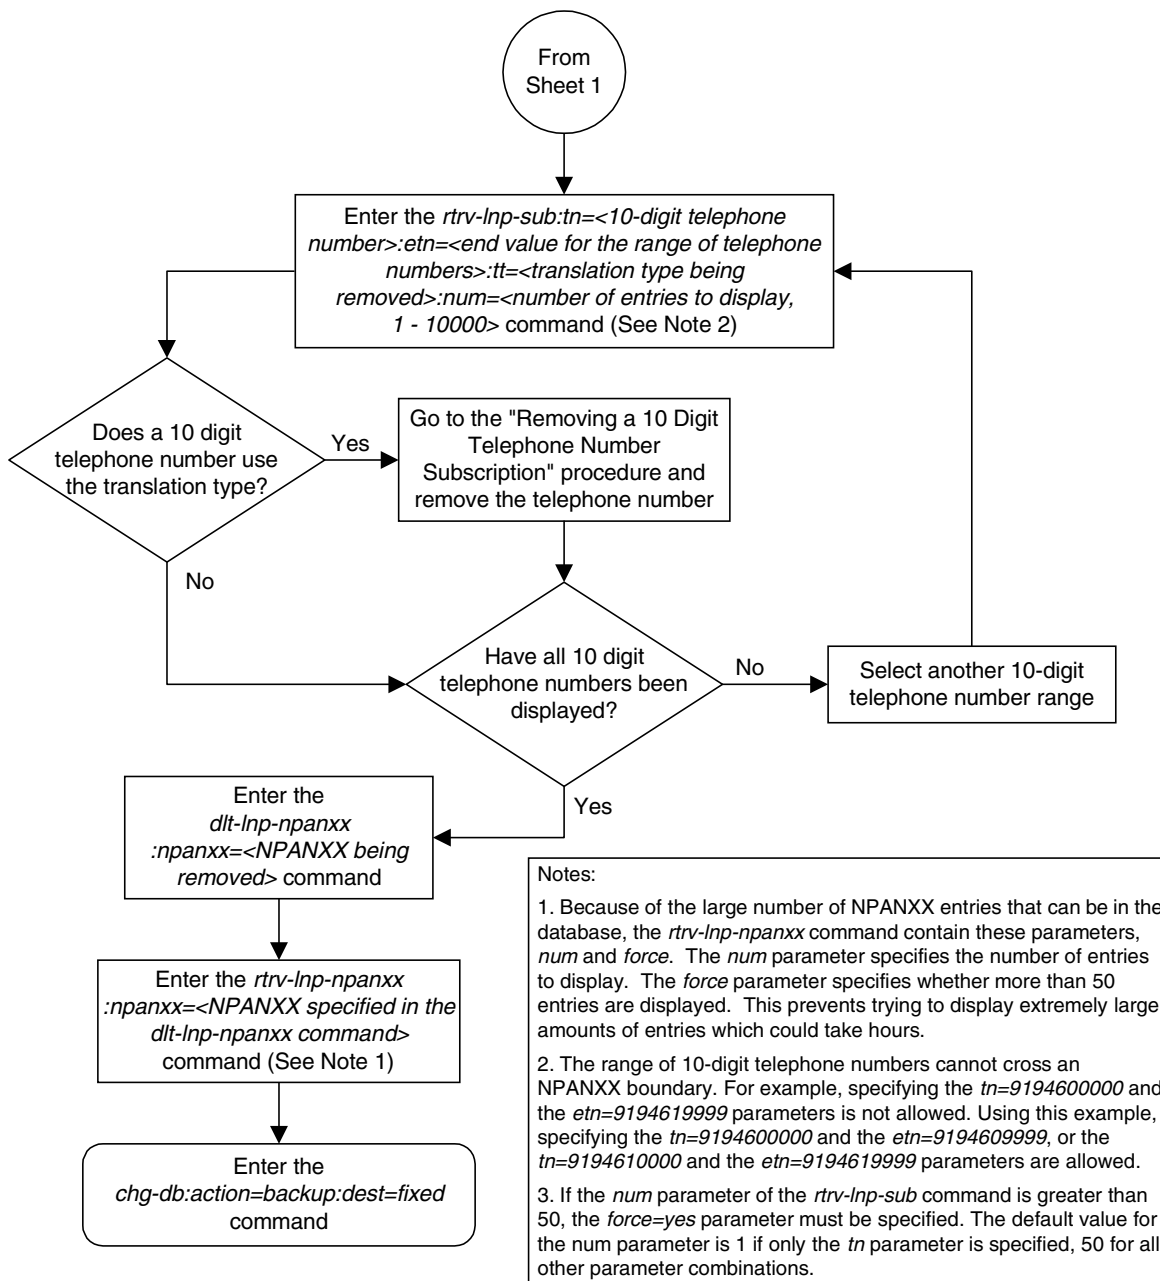 From
Sheet 1
Enter the rtrv-lnp-sub:tn=<10-digit telephone
number>:etn=<end value for the range of telephone
numbers>:tt=<translation type being
removed>:num=<number of entries to display,
1 - 10000> command (See Note 2)
Does a 10 digit
telephone number use
the translation type?
Yes
Go to the "Removing a 10 Digit
Telephone Number
Subscription" procedure and
remove the telephone number
No
Have all 10 digit
telephone numbers been
displayed?
No
Select another 10-digit
telephone number range
Yes
Enter the
dlt-lnp-npanxx
:npanxx=<NPANXX being
removed> command
Enter the rtrv-lnp-npanxx
:npanxx=<NPANXX specified in the
dlt-lnp-npanxx command>
command (See Note 1)
Enter the
chg-db:action=backup:dest=fixed
command
Notes:
1. Because of the large number of NPANXX entries that can be in the
database, the rtrv-lnp-npanxx command contain these parameters,
num and force. The num parameter specifies the number of entries
to display. The force parameter specifies whether more than 50
entries are displayed. This prevents trying to display extremely large
amounts of entries which could take hours.
2. The range of 10-digit telephone numbers cannot cross an
NPANXX boundary. For example, specifying the tn=9194600000 and
the etn=9194619999 parameters is not allowed. Using this example,
specifying the tn=9194600000 and the etn=9194609999, or the
tn=9194610000 and the etn=9194619999 parameters are allowed.
3. If the num parameter of the rtrv-lnp-sub command is greater than
50, the force=yes parameter must be specified. The default value for
the num parameter is 1 if only the tn parameter is specified, 50 for all
other parameter combinations.